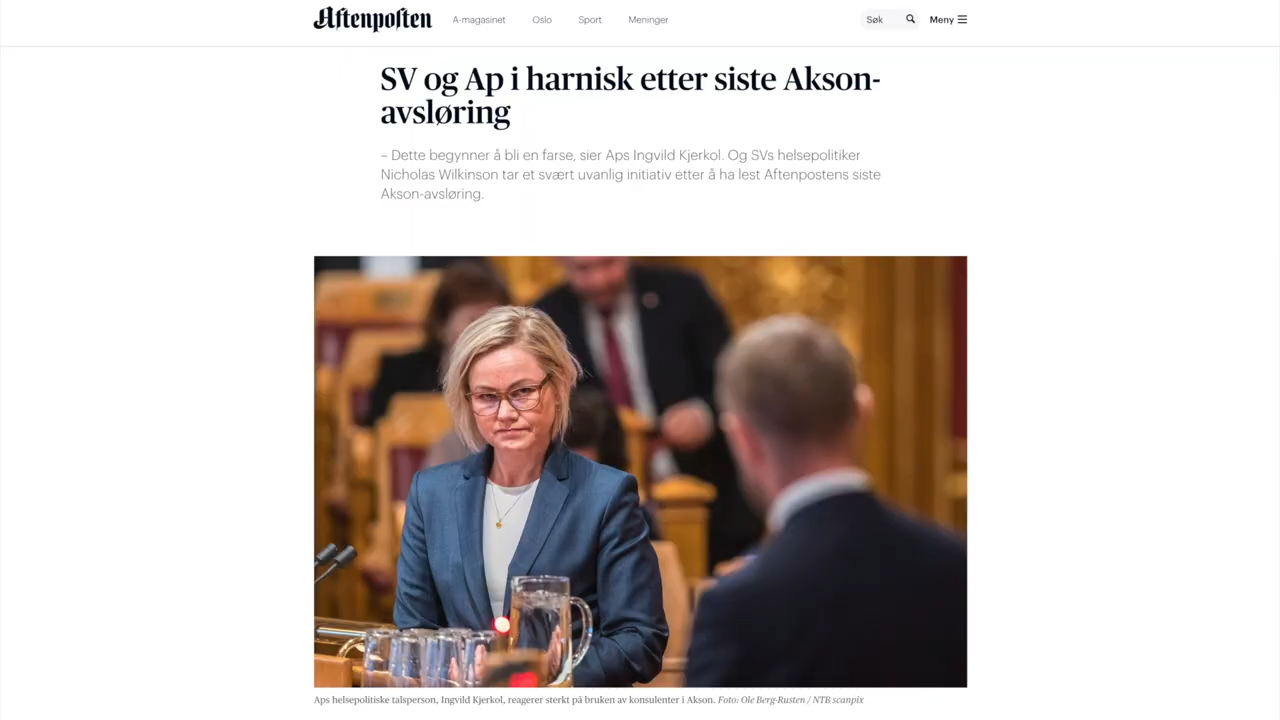 Aftenposten
A-magasinet Oslo Sport Meninger Søk Meny
SV og Ap i harnisk etter siste Akson-
avsløring
– Dette begynner å bli en farse, sier Aps Ingvild Kjerkol. Og SVs helsepolitiker
Nicholas Wilkinson tar et svært uvanlig initiativ etter å ha lest Aftenpostens siste
Akson-avsløring.
Aps helsepolitiske talsperson, Ingvild Kjerkol, reagerer sterkt på bruken av konsulenter i Akson. Foto: Ole Berg-Rusten / NTB scanpix